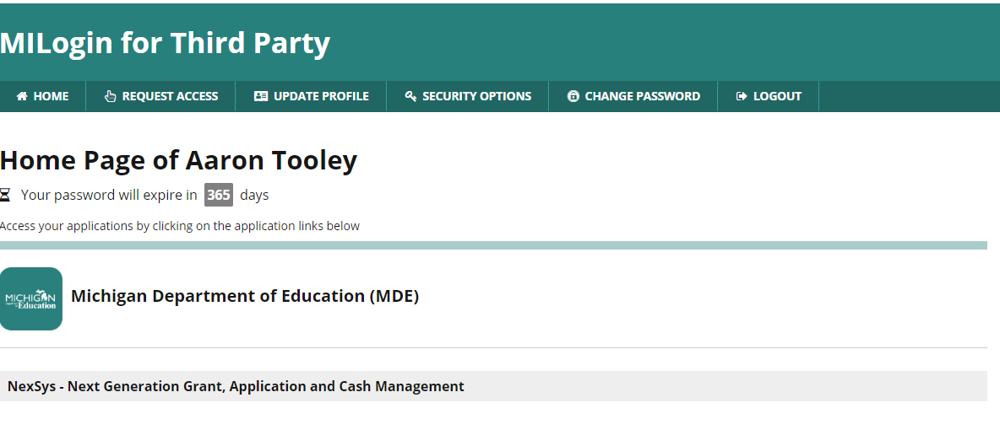 MILogin for Third Party
HOME REQUEST ACCESS UPDATE PROFILE SECURITY OPTIONS CHANGE PASSWORD LOGOUT
Home Page of Aaron Tooley
Your password will expire in 365 days
Access your applications by clicking on the application links below
MICHIGAN
Education
Michigan Department of Education (MDE)
NexSys - Next Generation Grant, Application and Cash Management